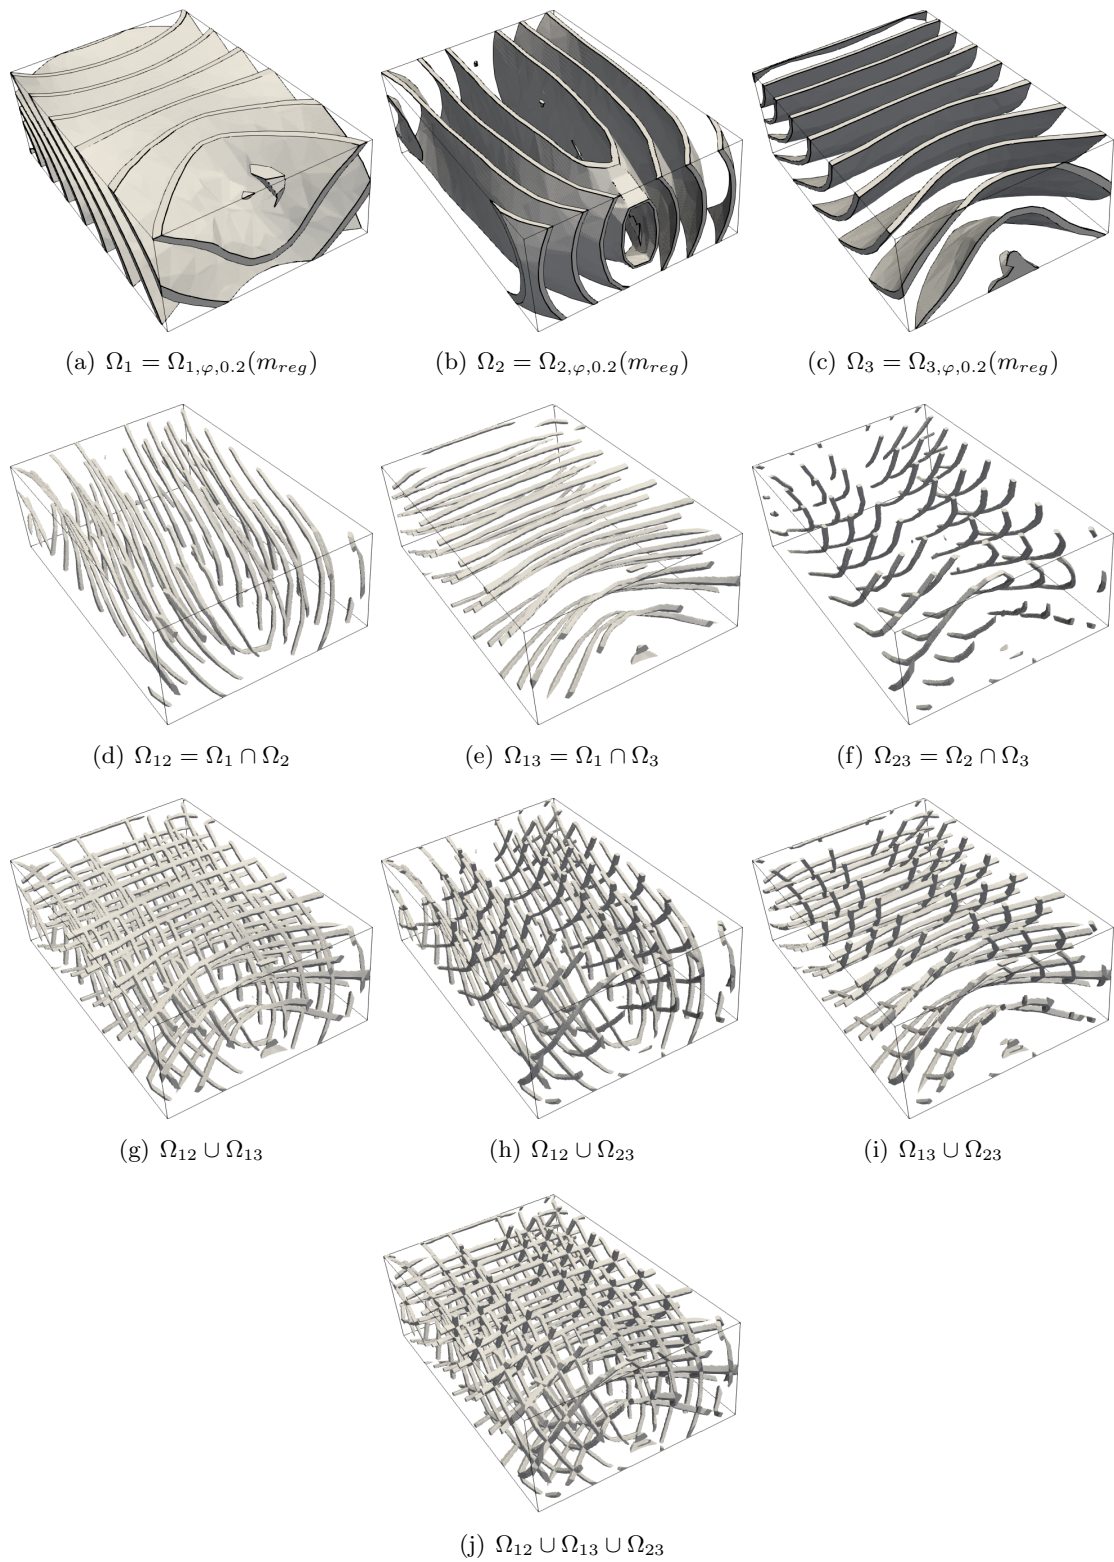 (a) Ω₁ = Ω₁,φ,₀.₂(mᵣₑg)
(b) Ω₂ = Ω₂,φ,₀.₂(mᵣₑg)
(c) Ω₃ = Ω₃,φ,₀.₂(mᵣₑg)
(d) Ω₁₂ = Ω₁ ∩ Ω₂
(e) Ω₁₃ = Ω₁ ∩ Ω₃
(f) Ω₂₃ = Ω₂ ∩ Ω₃
(g) Ω₁₂ ∪ Ω₁₃
(h) Ω₁₂ ∪ Ω₂₃
(i) Ω₁₃ ∪ Ω₂₃
(j) Ω₁₂ ∪ Ω₁₃ ∪ Ω₂₃